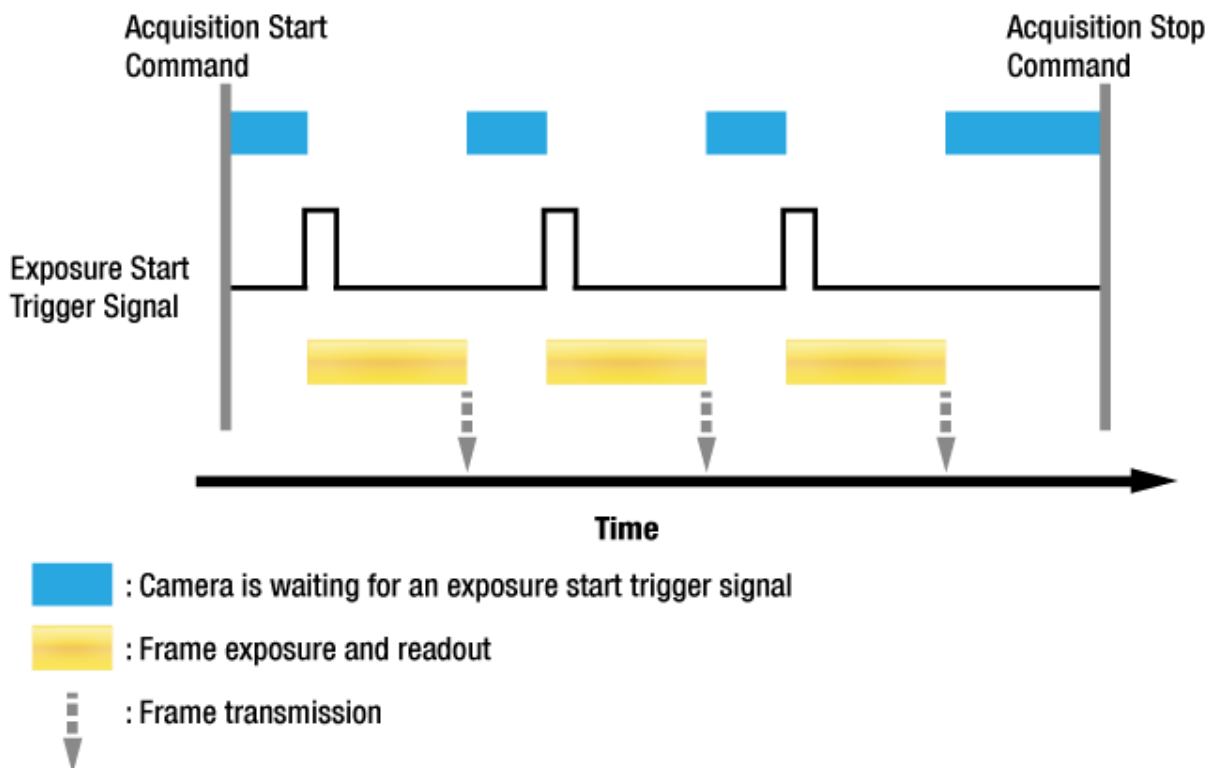 Acquisition Start
Command
Acquisition Stop
Command
Exposure Start
Trigger Signal
Time
: Camera is waiting for an exposure start trigger signal
: Frame exposure and readout
: Frame transmission